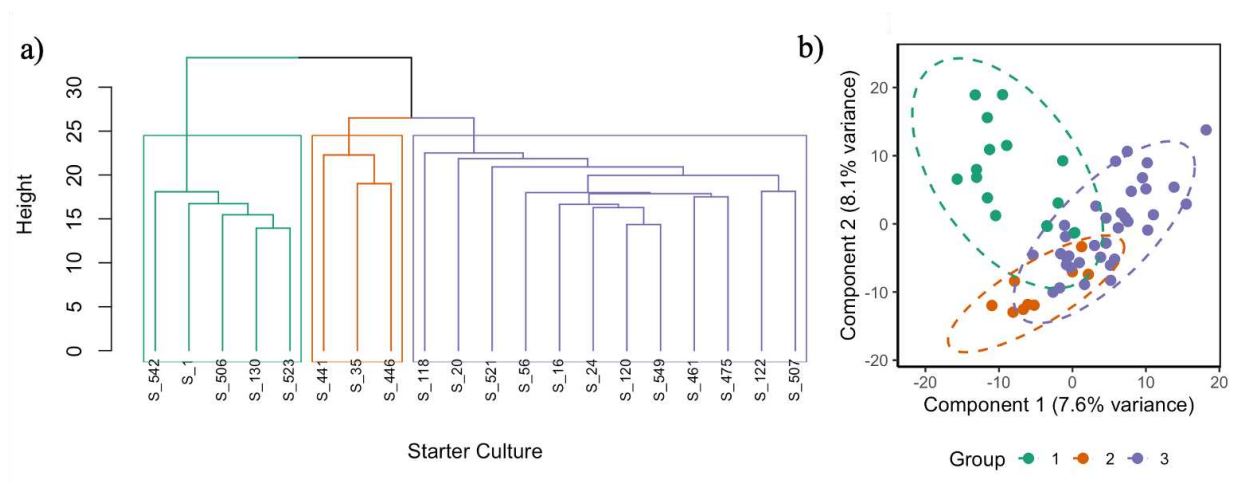 a)
Height
30
25
20
15
10
5
0
S_542
S_1
S_506
S_130
S_523
S_441
S_35
S_446
S_118
S_20
S_521
S_56
S_16
S_24
S_120
S_549
S_461
S_475
S_122
S_507
Starter Culture
b)
Component 2 (8.1% variance)
20
10
0
-10
-20
-20 -10 0 10 20
Component 1 (7.6% variance)
Group 1 2 3